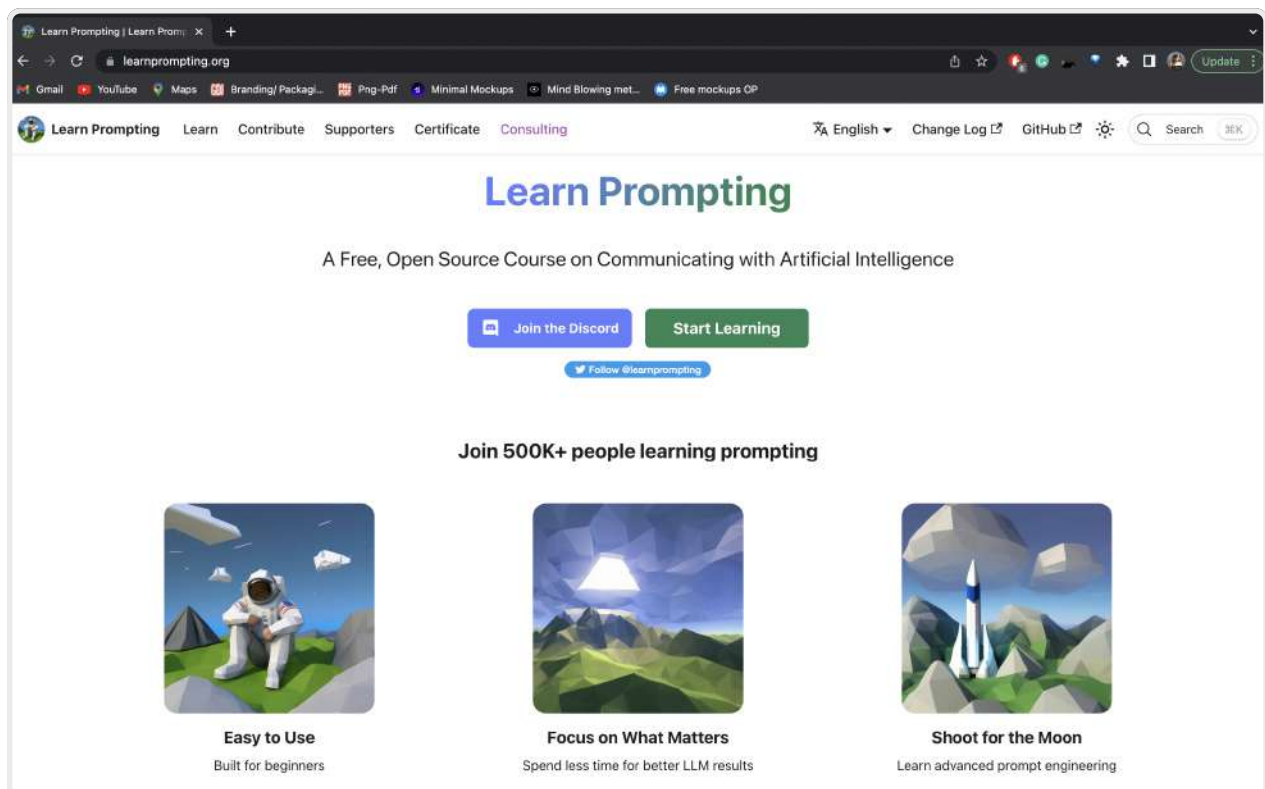 Learn Prompting | Learn Promp
learnprompting.org
Update
Gmail YouTube Maps Branding/ Packagi... Png-Pdf Minimal Mockups Mind Blowing met... Free mockups OP
Learn Prompting Learn Contribute Supporters Certificate Consulting English Change Log GitHub Search ⌘K
Learn Prompting
A Free, Open Source Course on Communicating with Artificial Intelligence
Join the Discord Start Learning
Follow @learnprompting
Join 500K+ people learning prompting
Easy to Use Focus on What Matters Shoot for the Moon
Built for beginners Spend less time for better LLM results Learn advanced prompt engineering